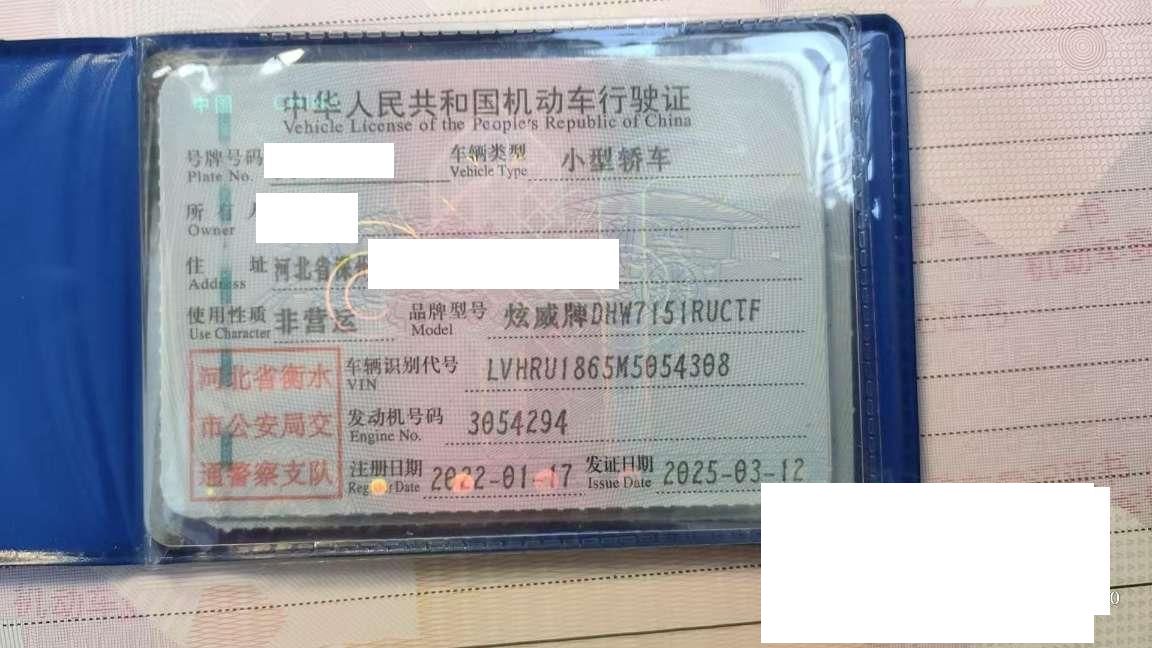 中国
中华人民共和国机动车行驶证
Vehicle License of the People's Republic of China
号牌号码 车辆类型 小型轿车
Plate No. Vehicle Type
所有
Owner
住址 河北省深州
Address
使用性质 非营运 品牌型号 炫威牌DHW7151RUCTF
Use Character Model
河北省衡水 车辆识别代号 LVHRU1865M5054308
VIN
市公安局交 发动机号码 3054294
Engine No.
通警察支队 注册日期 2022-01-17 发证日期 2025-03-12
Register Date Issue Date
机动车